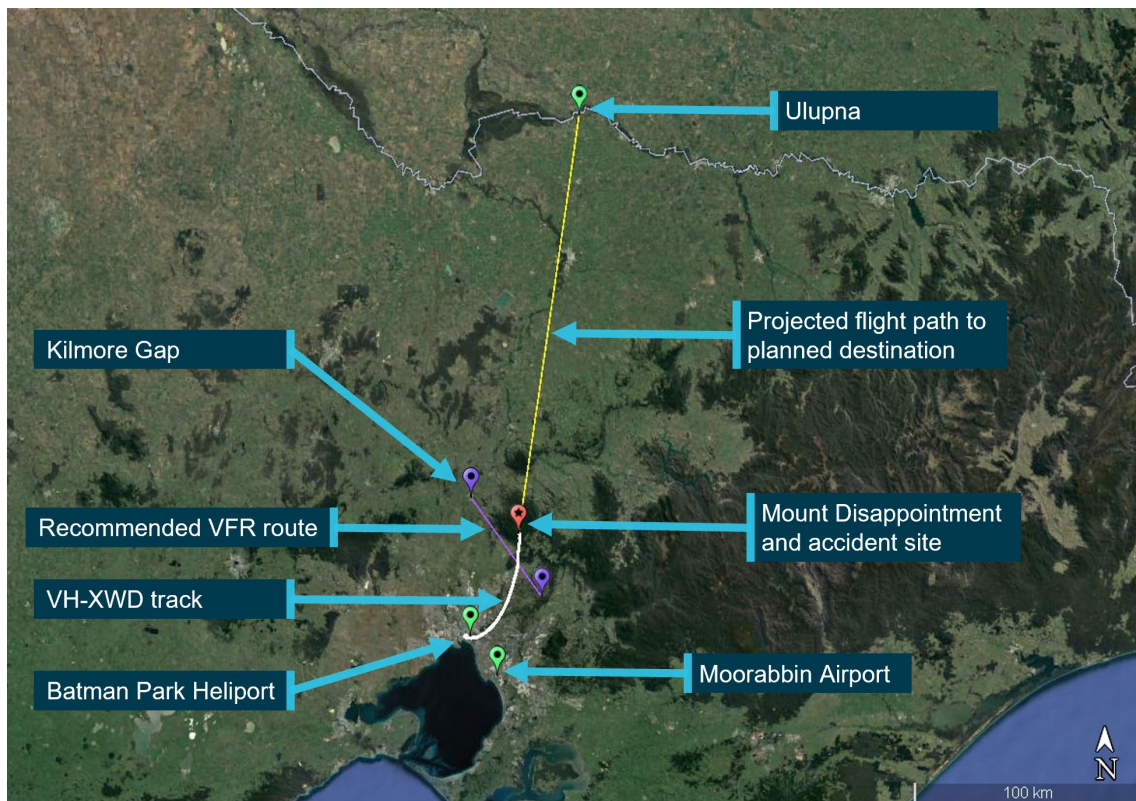 Ulupna
Projected flight path to
planned destination
Kilmore Gap
Recommended VFR route
Mount Disappointment
and accident site
VH-XWD track
Batman Park Heliport
Moorabbin Airport
N
100 km